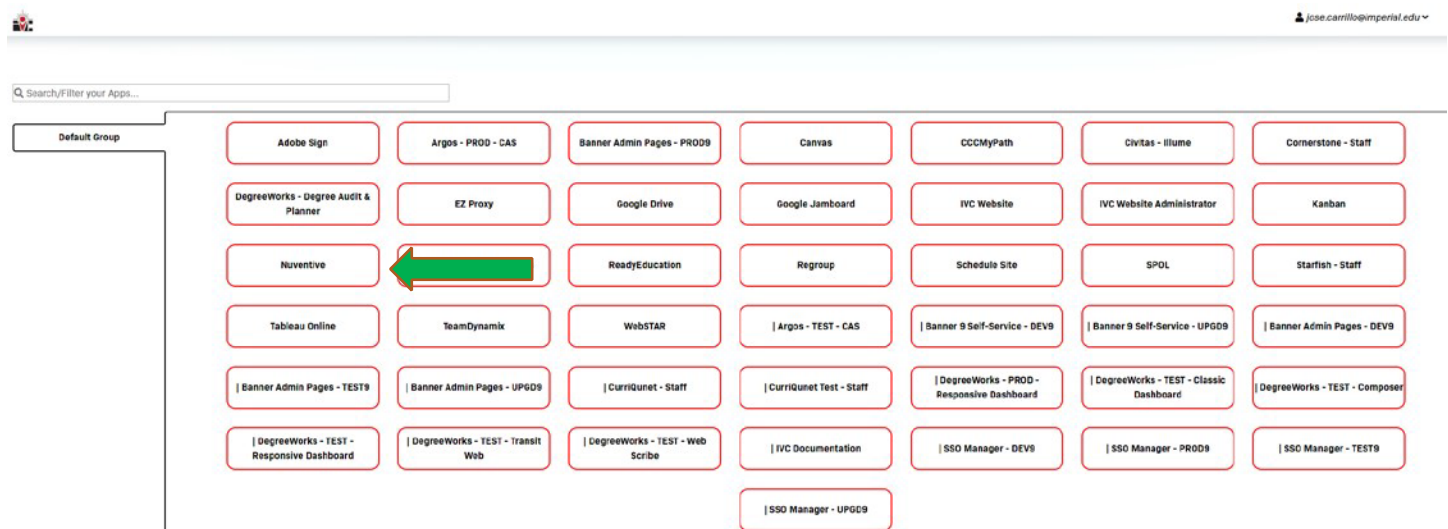 jose.carrillo@imperial.edu
Search/Filter your Apps...
Default Group
Adobe Sign
Argos - PROD - CAS
Banner Admin Pages - PROD9
Canvas
CCCMyPath
Civitas - Illume
Cornerstone - Staff
DegreeWorks - Degree Audit &
Planner
EZ Proxy
Google Drive
Google Jamboard
IVC Website
IVC Website Administrator
Kanban
Nuventive
ReadyEducation
Regroup
Schedule Site
SPOL
Starfish - Staff
Tableau Online
TeamDynamix
WebSTAR
| Argos - TEST - CAS
| Banner 9 Self-Service - DEV9
| Banner 9 Self-Service - UPGD9
| Banner Admin Pages - DEV9
| Banner Admin Pages - TEST9
| Banner Admin Pages - UPGD9
| CurriQunet - Staff
| CurriQunet Test - Staff
| DegreeWorks - PROD -
Responsive Dashboard
| DegreeWorks - TEST - Classic
Dashboard
| DegreeWorks - TEST - Composer
| DegreeWorks - TEST -
Responsive Dashboard
| DegreeWorks - TEST - Transit
Web
| DegreeWorks - TEST - Web
Scribe
| IVC Documentation
| SSO Manager - DEV9
| SSO Manager - PROD9
| SSO Manager - TEST9
| SSO Manager - UPGD9